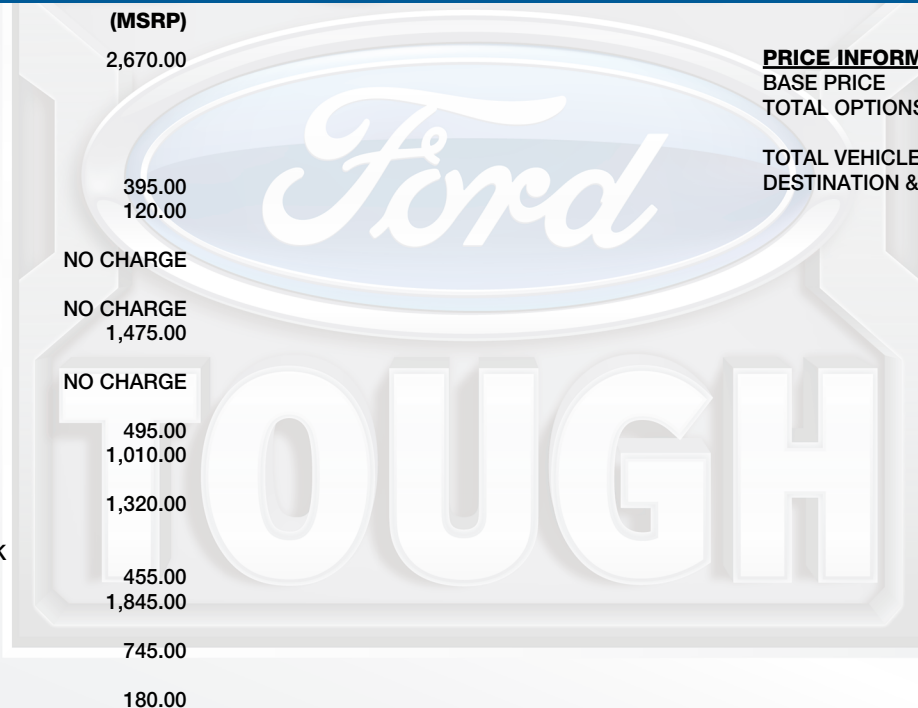 (MSRP)
2,670.00
395.00
120.00
NO CHARGE
NO CHARGE
1,475.00
NO CHARGE
495.00
1,010.00
1,320.00
K
455.00
1,845.00
745.00
180.00
PRICE INFORM
BASE PRICE
TOTAL OPTIONS
TOTAL VEHICLE
DESTINATION &
Ford
TOUGH